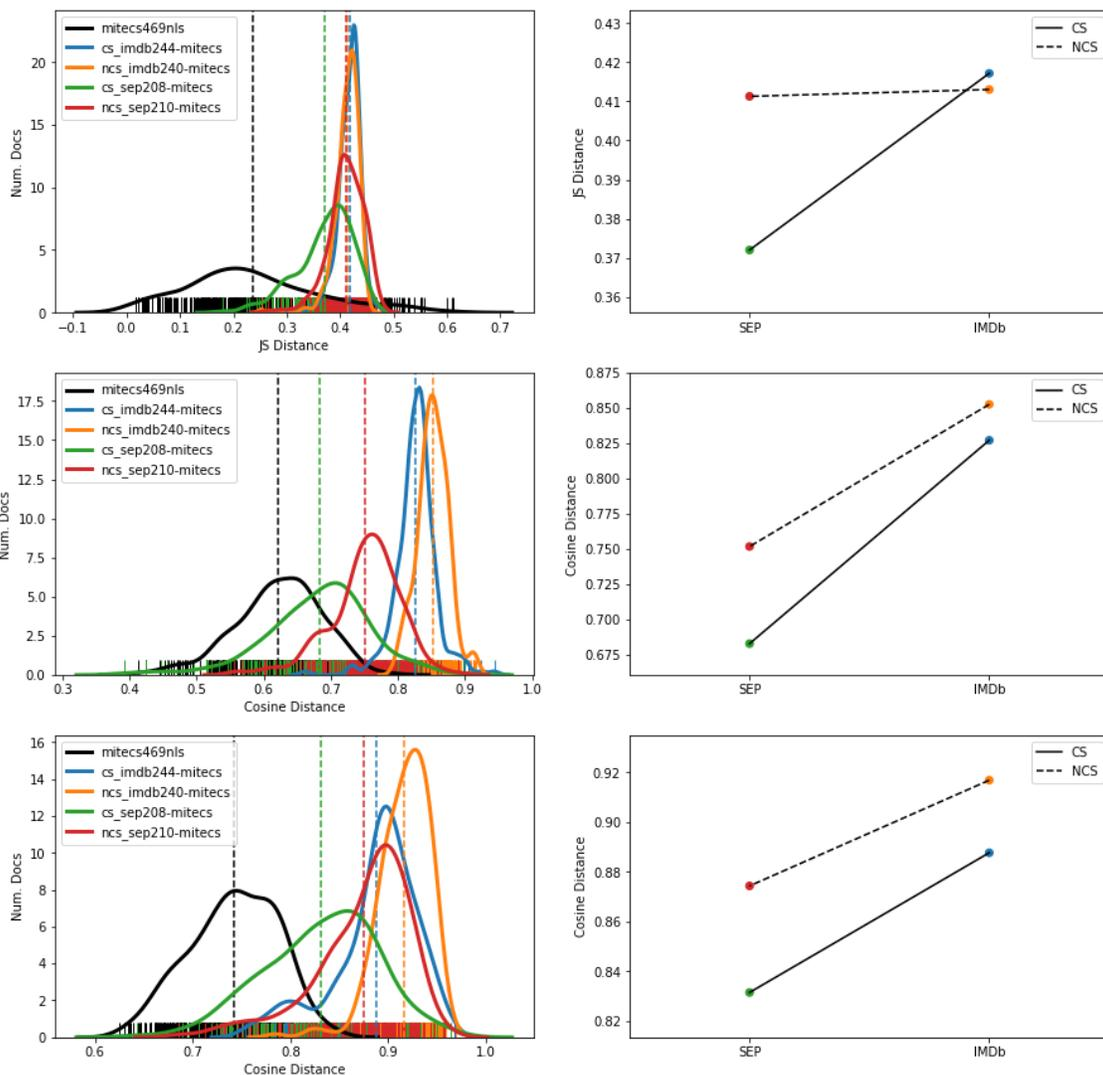 mitecs469nls
cs_imdb244-mitecs
ncs_imdb240-mitecs
cs_sep208-mitecs
ncs_sep210-mitecs
Num. Docs
20
15
10
5
0
−0.1 0.0 0.1 0.2 0.3 0.4 0.5 0.6 0.7
JS Distance
CS
NCS
JS Distance
0.43
0.42
0.41
0.40
0.39
0.38
0.37
0.36
SEP IMDb
mitecs469nls
cs_imdb244-mitecs
ncs_imdb240-mitecs
cs_sep208-mitecs
ncs_sep210-mitecs
Num. Docs
17.5
15.0
12.5
10.0
7.5
5.0
2.5
0.0
0.3 0.4 0.5 0.6 0.7 0.8 0.9 1.0
Cosine Distance
CS
NCS
Cosine Distance
0.875
0.850
0.825
0.800
0.775
0.750
0.725
0.700
0.675
SEP IMDb
mitecs469nls
cs_imdb244-mitecs
ncs_imdb240-mitecs
cs_sep208-mitecs
ncs_sep210-mitecs
Num. Docs
16
14
12
10
8
6
4
2
0
0.6 0.7 0.8 0.9 1.0
Cosine Distance
CS
NCS
Cosine Distance
0.92
0.90
0.88
0.86
0.84
0.82
SEP IMDb